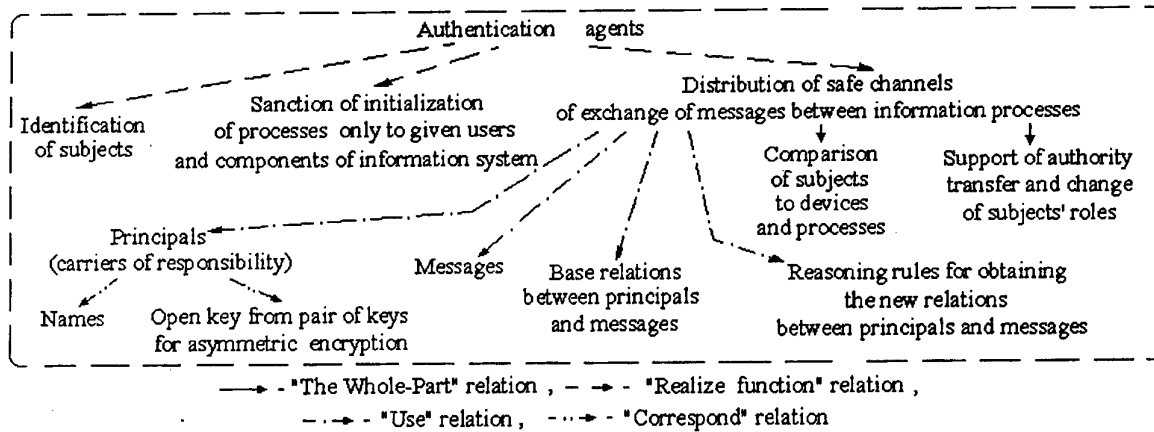 Authentication agents
Identification
of subjects
Sanction of initialization
of processes only to given users
and components of information system
Distribution of safe channels
of exchange of messages between information processes
Comparison
of subjects
to devices
and processes
Support of authority
transfer and change
of subjects' roles
Principals
(carriers of responsibility)
Messages
Base relations
between principals
and messages
Reasoning rules for obtaining
the new relations
between principals and messages
Names
Open key from pair of keys
for asymmetric encryption
- "The Whole-Part" relation , - "Realize function" relation ,
- "Use" relation , - "Correspond" relation